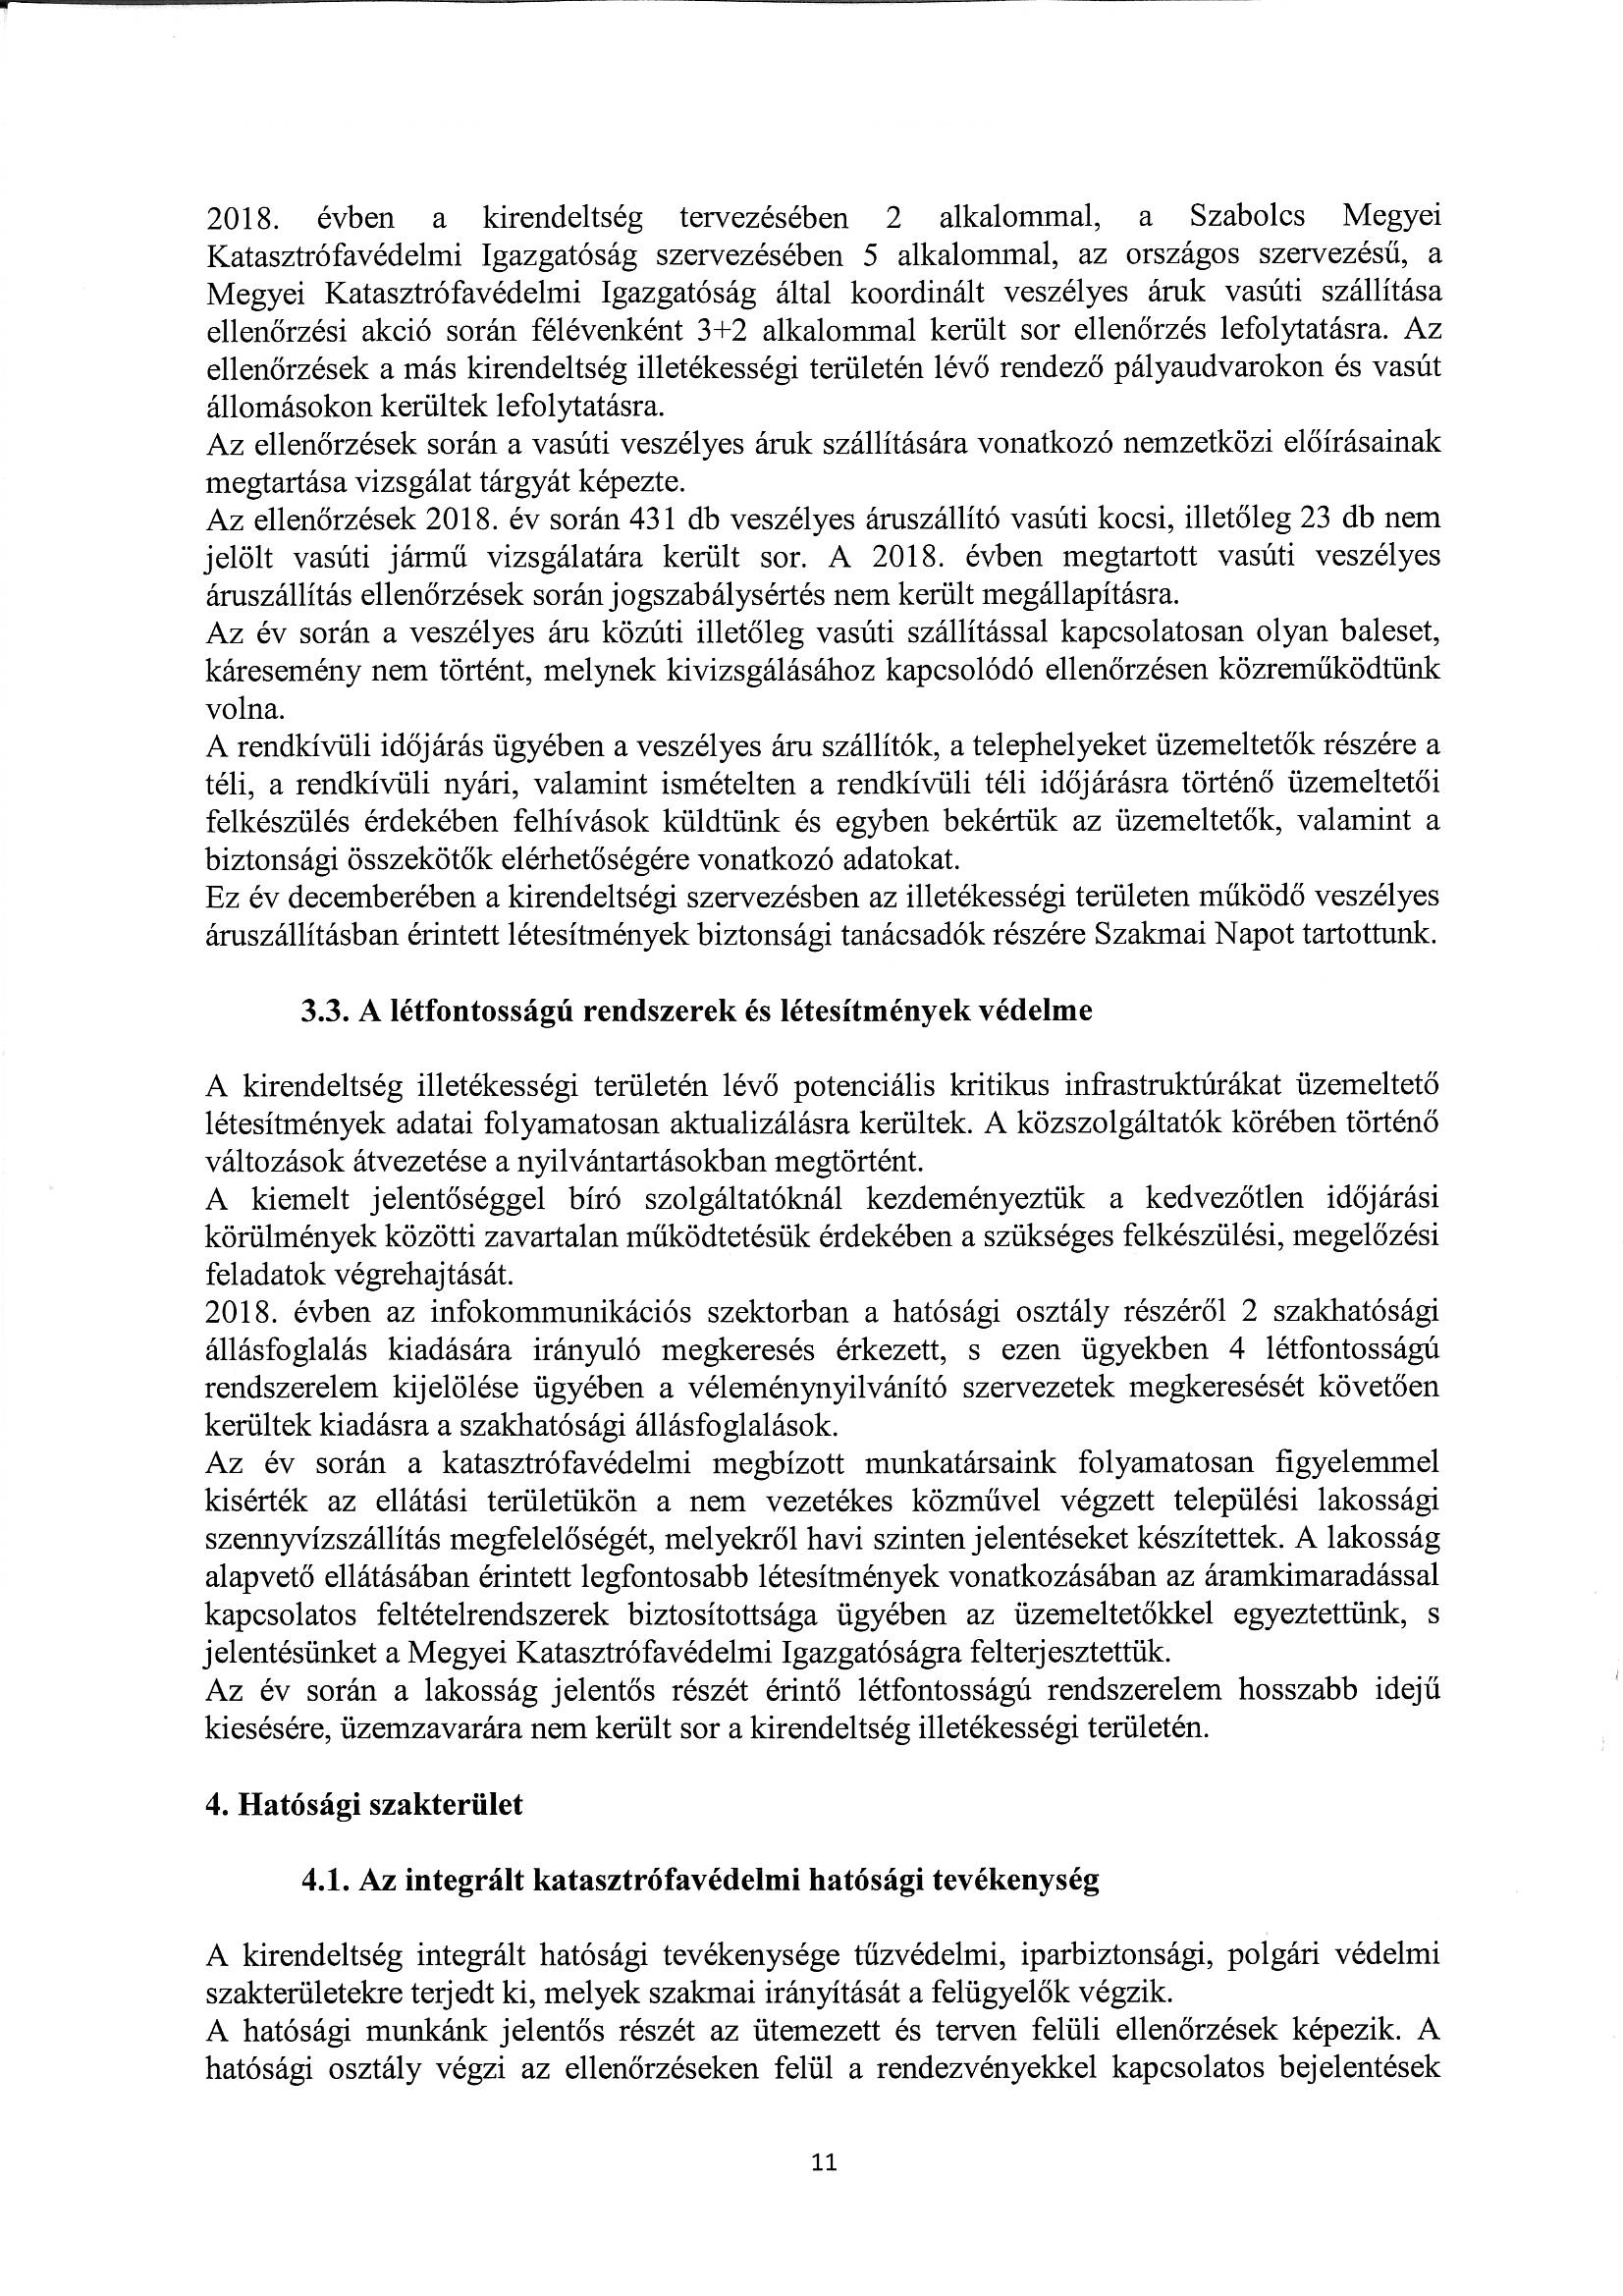 2018. évben a kirendeltség tervezésében 2 alkalommal, a Szabolcs Megyei
Katasztrófavédelmi Igazgatóság szervezésében 5 alkalommal, az országos szervezésű, a
Megyei Katasztrófavédelmi Igazgatóság által koordinált veszélyes áruk vasúti szállítása
ellenőrzési akció során félévenként 3+2 alkalommal került sor ellenőrzés lefolytatásra. Az
ellenőrzések a más kirendeltség illetékességi területén lévő rendező pályaudvarokon és vasút
állomásokon kerültek lefolytatásra.
Az ellenőrzések során a vasúti veszélyes áruk szállítására vonatkozó nemzetközi előírásainak
megtartása vizsgálat tárgyát képezte.
Az ellenőrzések 2018. év során 431 db veszélyes áruszállító vasúti kocsi, illetőleg 23 db nem
jelölt vasúti jármű vizsgálatára került sor. A 2018. évben megtartott vasúti veszélyes
áruszállítás ellenőrzések során jogszabálysértés nem került megállapításra.
Az év során a veszélyes áru közúti illetőleg vasúti szállítással kapcsolatosan olyan baleset,
káresemény nem történt, melynek kivizsgálásához kapcsolódó ellenőrzésen közreműködtünk
volna.
A rendkívüli időjárás ügyében a veszélyes áru szállítók, a telephelyeket üzemeltetők részére a
téli, a rendkívüli nyári, valamint ismételten a rendkívüli téli időjárásra történő üzemeltetői
felkészülés érdekében felhívások küldtünk és egyben bekértük az üzemeltetők, valamint a
biztonsági összekötők elérhetőségére vonatkozó adatokat.
Ez év decemberében a kirendeltségi szervezésben az illetékességi területen működő veszélyes
áruszállításban érintett létesítmények biztonsági tanácsadók részére Szakmai Napot tartottunk.
3.3. A létfontosságú rendszerek és létesítmények védelme
A kirendeltség illetékességi területén lévő potenciális kritikus infrastruktúrákat üzemeltető
létesítmények adatai folyamatosan aktualizálásra kerültek. A közszolgáltatók körében történő
változások átvezetése a nyilvántartásokban megtörtént.
A kiemelt jelentőséggel bíró szolgáltatóknál kezdeményeztük a kedvezőtlen időjárási
körülmények közötti zavartalan működtetésük érdekében a szükséges felkészülési, megelőzési
feladatok végrehajtását.
2018. évben az infokommunikációs szektorban a hatósági osztály részéről 2 szakhatósági
állásfoglalás kiadására irányuló megkeresés érkezett, s ezen ügyekben 4 létfontosságú
rendszerelem kijelölése ügyében a véleménynyilvánító szervezetek megkeresését követően
kerültek kiadásra a szakhatósági állásfoglalások.
Az év során a katasztrófavédelmi megbízott munkatársaink folyamatosan figyelemmel
kisérték az ellátási területükön a nem vezetékes közművel végzett települési lakossági
szennyvízszállítás megfelelőségét, melyekről havi szinten jelentéseket készítettek. A lakosság
alapvető ellátásában érintett legfontosabb létesítmények vonatkozásában az áramkimaradással
kapcsolatos feltételrendszerek biztosítottsága ügyében az üzemeltetőkkel egyeztettünk, s
jelentésünket a Megyei Katasztrófavédelmi Igazgatóságra felterjesztettük.
Az év során a lakosság jelentős részét érintő létfontosságú rendszerelem hosszabb idejű
kiesésére, üzemzavarára nem került sor a kirendeltség illetékességi területén.
4. Hatósági szakterület
4.1. Az integrált katasztrófavédelmi hatósági tevékenység
A kirendeltség integrált hatósági tevékenysége tűzvédelmi, iparbiztonsági, polgári védelmi
szakterületekre terjedt ki, melyek szakmai irányítását a felügyelők végzik.
A hatósági munkánk jelentős részét az ütemezett és terven felüli ellenőrzések képezik. A
hatósági osztály végzi az ellenőrzéseken felül a rendezvényekkel kapcsolatos bejelentések
11